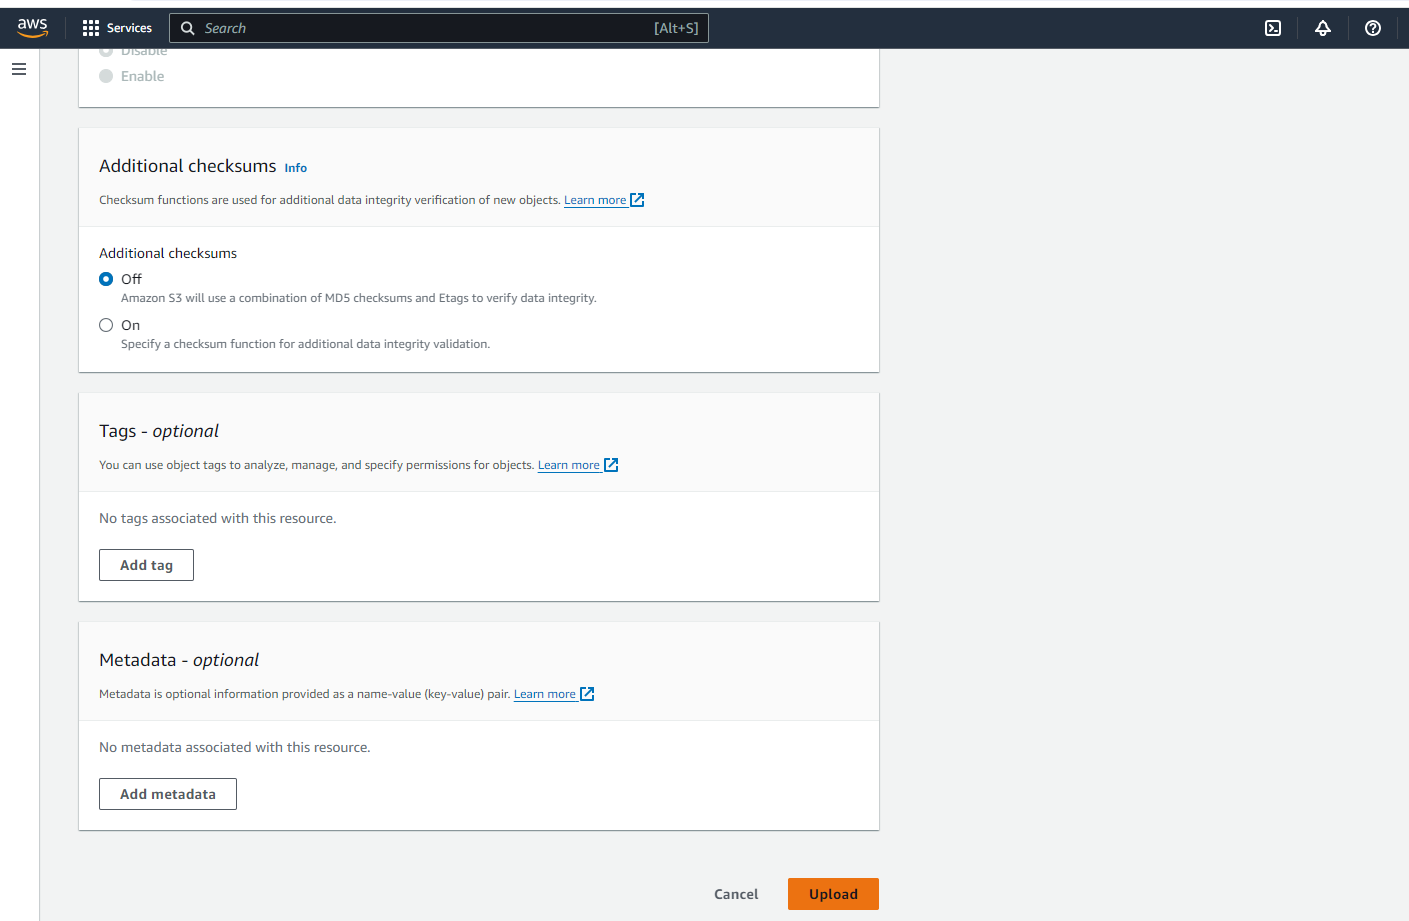 aws
Services
Search
[Alt+S]
Disable
Enable
Additional checksums Info
Checksum functions are used for additional data integrity verification of new objects. Learn more
Additional checksums
Off
Amazon S3 will use a combination of MD5 checksums and Etags to verify data integrity.
On
Specify a checksum function for additional data integrity validation.
Tags - optional
You can use object tags to analyze, manage, and specify permissions for objects. Learn more
No tags associated with this resource.
Add tag
Metadata - optional
Metadata is optional information provided as a name-value (key-value) pair. Learn more
No metadata associated with this resource.
Add metadata
Cancel
Upload